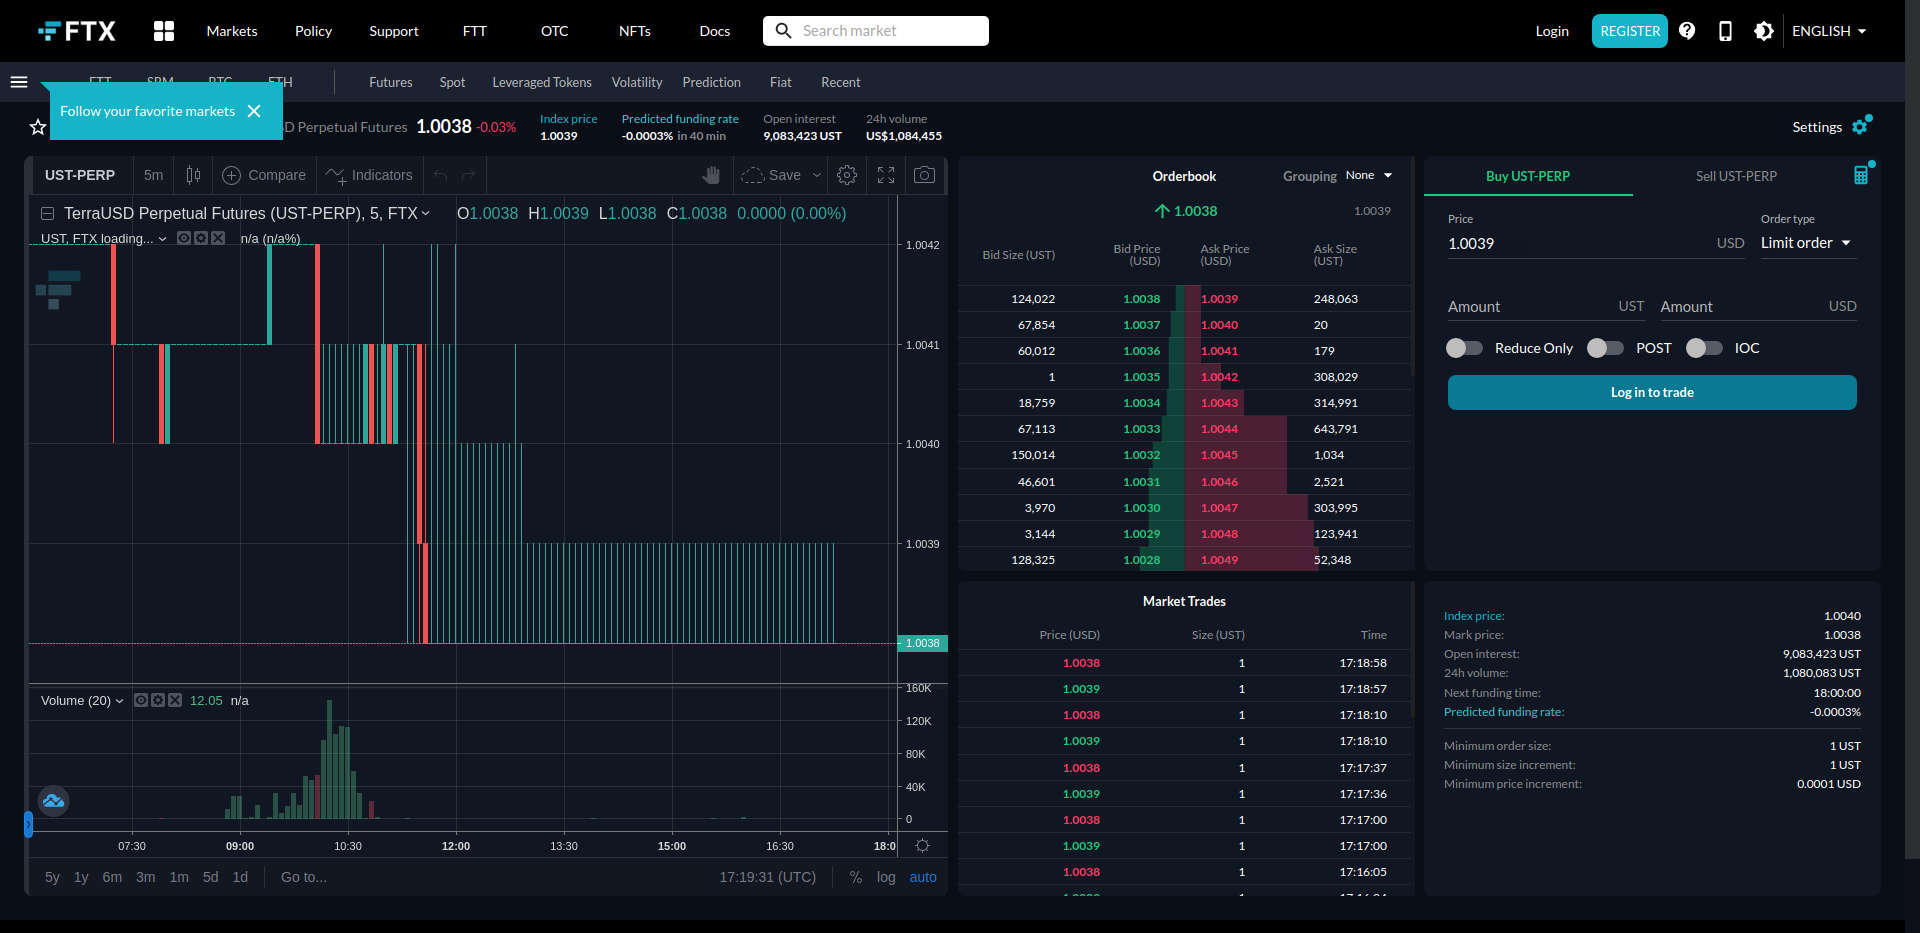 FTX Markets Policy Support FTT OTC NFTs Docs Search market Login REGISTER ENGLISH
Futures Spot Leveraged Tokens Volatility Prediction Fiat Recent
Follow your favorite markets
Perpetual Futures 1.0038 -0.03%
Index price
1.0039
Predicted funding rate
-0.0003% in 40 min
Open interest
9,083,423 UST
24h volume
US$1,084,455
Settings
UST-PERP 5m Compare Indicators Save
TerraUSD Perpetual Futures (UST-PERP), 5, FTX O1.0038 H1.0039 L1.0038 C1.0038 0.0000 (0.00%)
UST, FTX loading... n/a (n/a%)
1.0042
1.0041
1.0040
1.0039
1.0038
Volume (20) 12.05 n/a
160K
120K
80K
40K
0
07:30 09:00 10:30 12:00 13:30 15:00 16:30 18:0
5y 1y 6m 3m 1m 5d 1d Go to... 17:19:31 (UTC) % log auto
Orderbook Grouping None
1.0038 1.0039
Bid Size (UST) Bid Price (USD) Ask Price (USD) Ask Size (UST)
124,022 1.0038 1.0039 248,063
67,854 1.0037 1.0040 20
60,012 1.0036 1.0041 179
1 1.0035 1.0042 308,029
18,759 1.0034 1.0043 314,991
67,113 1.0033 1.0044 643,791
150,014 1.0032 1.0045 1,034
46,601 1.0031 1.0046 2,521
3,970 1.0030 1.0047 303,995
3,144 1.0029 1.0048 123,941
128,325 1.0028 1.0049 52,348
Market Trades
Price (USD) Size (UST) Time
1.0038 1 17:18:58
1.0039 1 17:18:57
1.0038 1 17:18:10
1.0039 1 17:18:10
1.0038 1 17:17:37
1.0039 1 17:17:36
1.0038 1 17:17:00
1.0039 1 17:17:00
1.0038 1 17:16:05
Buy UST-PERP Sell UST-PERP
Price
1.0039 USD
Order type
Limit order
Amount UST Amount USD
Reduce Only POST IOC
Log in to trade
Index price: 1.0040
Mark price: 1.0038
Open interest: 9,083,423 UST
24h volume: 1,080,083 UST
Next funding time: 18:00:00
Predicted funding rate: -0.0003%
Minimum order size: 1 UST
Minimum size increment: 1 UST
Minimum price increment: 0.0001 USD